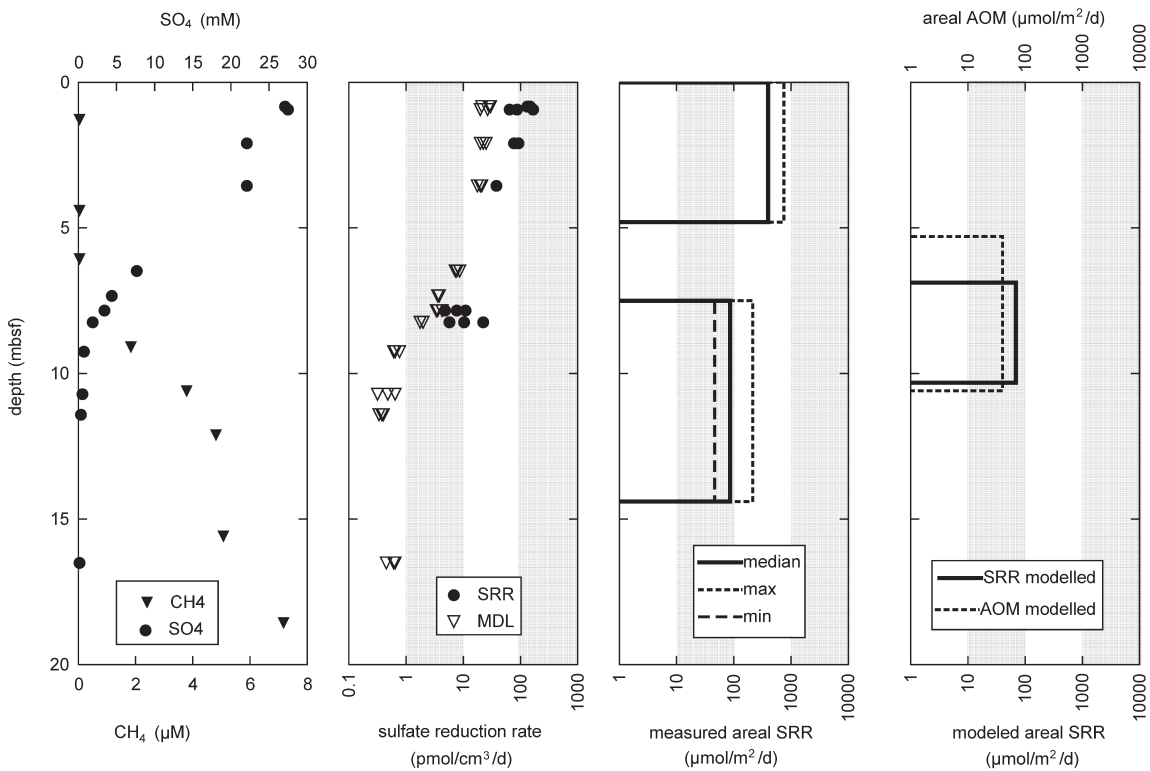 SO₄ (mM)
0 5 10 15 20 25 30
areal AOM (µmol/m²/d)
1 10 100 1000 10000
depth (mbsf)
0
5
10
15
20
CH4
SO4
SRR
MDL
median
max
min
SRR modelled
AOM modelled
0 2 4 6 8
0.1 1 10 100 1000
1 10 100 1000 10000
1 10 100 1000 10000
CH₄ (µM)
sulfate reduction rate
(pmol/cm³/d)
measured areal SRR
(µmol/m²/d)
modeled areal SRR
(µmol/m²/d)